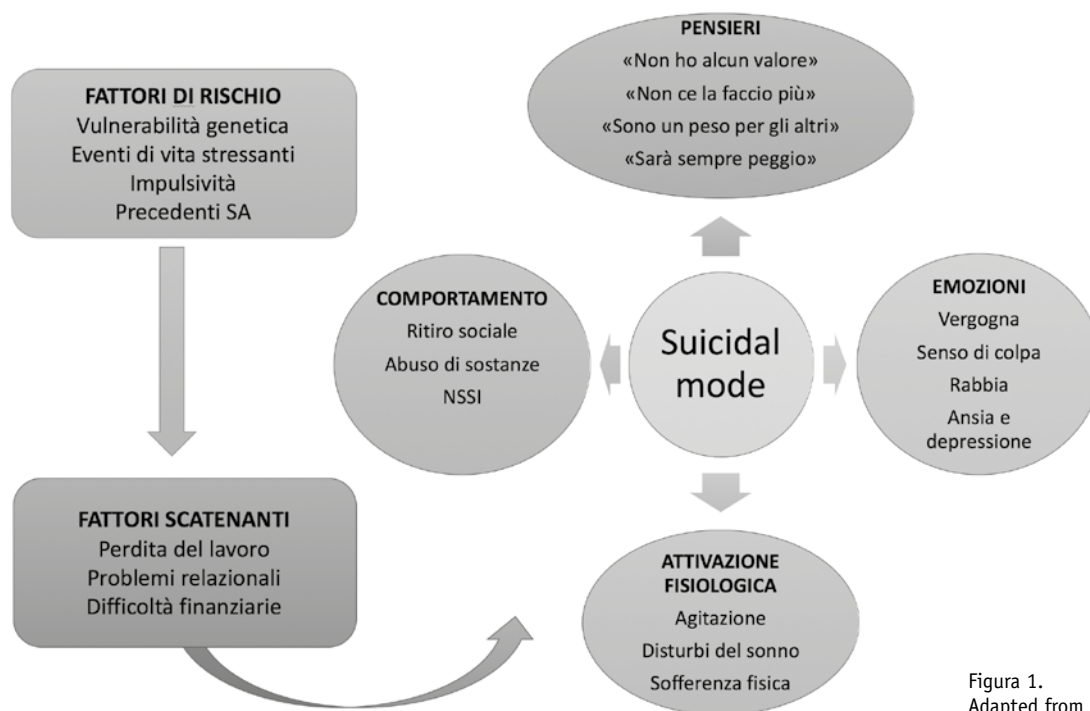 FATTORI DI RISCHIO
Vulnerabilità genetica
Eventi di vita stressanti
Impulsività
Precedenti SA
FATTORI SCATENANTI
Perdita del lavoro
Problemi relazionali
Difficoltà finanziarie
PENSIERI
«Non ho alcun valore»
«Non ce la faccio più»
«Sono un peso per gli altri»
«Sarà sempre peggio»
COMPORTAMENTO
Ritiro sociale
Abuso di sostanze
NSSI
Suicidal
mode
EMOZIONI
Vergogna
Senso di colpa
Rabbia
Ansia e
depressione
ATTIVAZIONE
FISIOLOGICA
Agitazione
Disturbi del sonno
Sofferenza fisica
Figura 1.
Adapted from